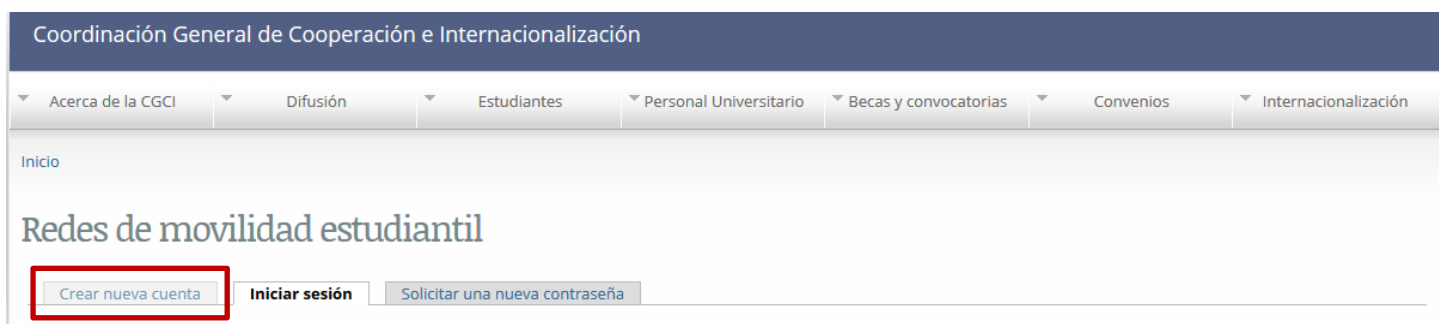 Coordinación General de Cooperación e Internacionalización
Acerca de la CGCI Difusión Estudiantes Personal Universitario Becas y convocatorias Convenios Internacionalización
Inicio
Redes de movilidad estudiantil
Crear nueva cuenta Iniciar sesión Solicitar una nueva contraseña